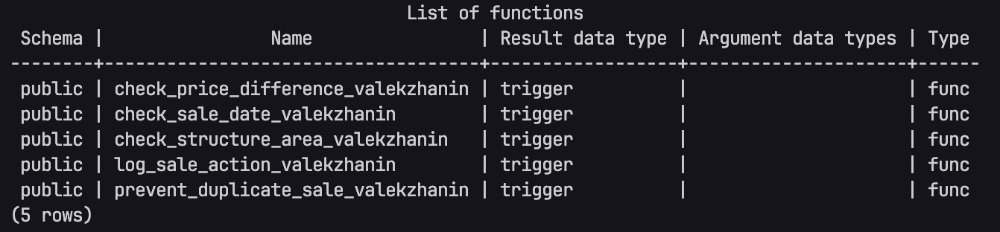 List of functions
 Schema |                Name                | Result data type | Argument data types | Type
--------+------------------------------------+------------------+---------------------+------
 public | check_price_difference_valekzhanin | trigger          |                     | func
 public | check_sale_date_valekzhanin        | trigger          |                     | func
 public | check_structure_area_valekzhanin   | trigger          |                     | func
 public | log_sale_action_valekzhanin        | trigger          |                     | func
 public | prevent_duplicate_sale_valekzhanin | trigger          |                     | func
(5 rows)